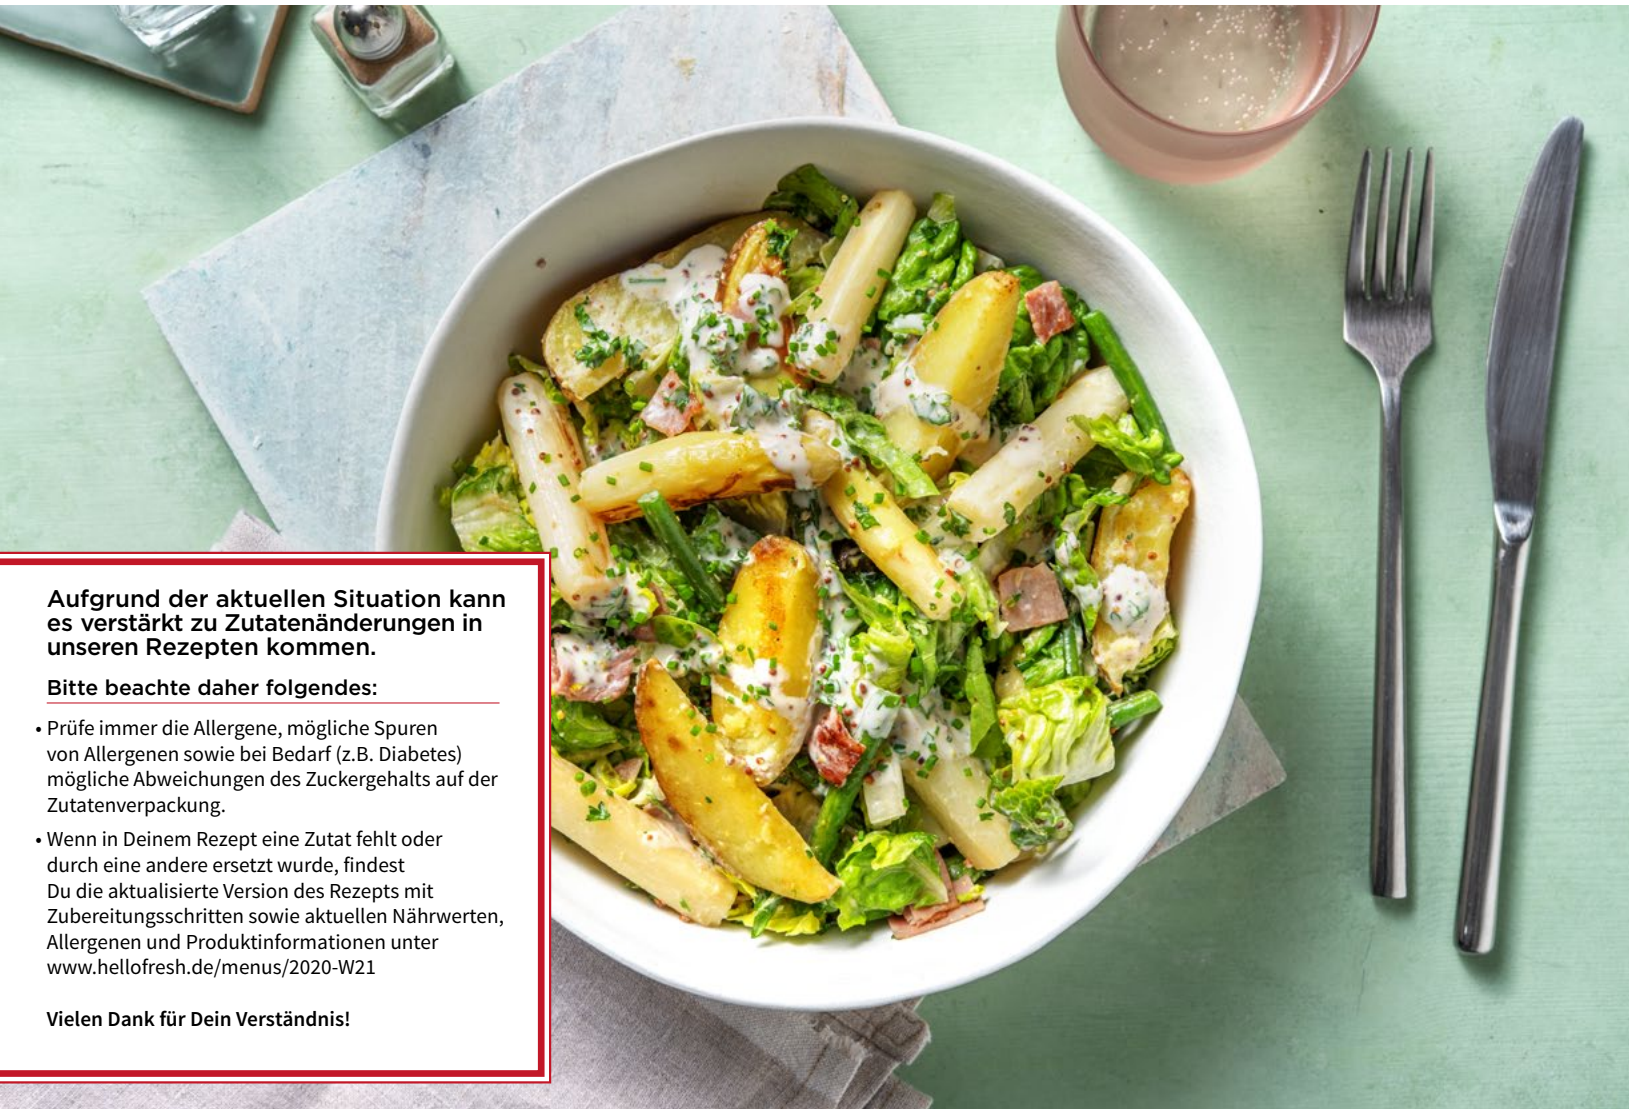 Aufgrund der aktuellen Situation kann
es verstärkt zu Zutatenänderungen in
unseren Rezepten kommen.
Bitte beachte daher folgendes:
• Prüfe immer die Allergene, mögliche Spuren
von Allergenen sowie bei Bedarf (z.B. Diabetes)
mögliche Abweichungen des Zuckergehalts auf der
Zutatenverpackung.
• Wenn in Deinem Rezept eine Zutat fehlt oder
durch eine andere ersetzt wurde, findest
Du die aktualisierte Version des Rezepts mit
Zubereitungsschritten sowie aktuellen Nährwerten,
Allergenen und Produktinformationen unter
www.hellofresh.de/menus/2020-W21
Vielen Dank für Dein Verständnis!